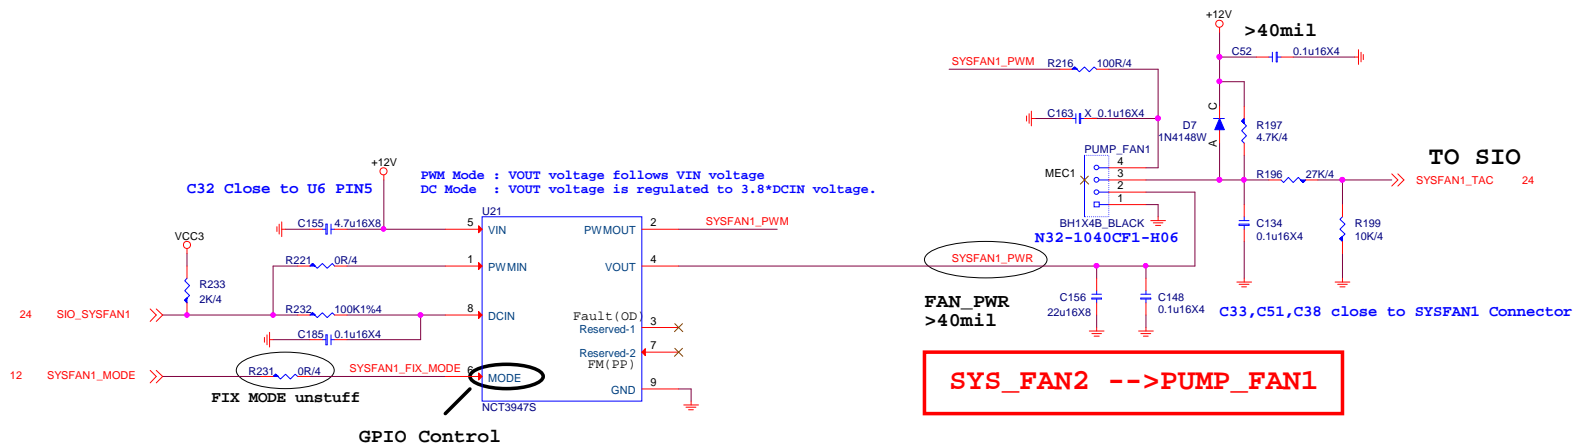 +12V
>40mil
C52
0.1u16X4
SYSFAN1_PWM
R216
100R/4
C163
X
0.1u16X4
C
D7
1N4148W
A
R197
4.7K/4
PUMP_FAN1
4
3
2
1
MEC1
BH1X4B_BLACK
N32-1040CF1-H06
TO SIO
R196
27K/4
SYSFAN1_TAC
24
C134
0.1u16X4
R199
10K/4
+12V
PWM Mode : VOUT voltage follows VIN voltage
DC Mode : VOUT voltage is regulated to 3.8*DCIN voltage.
C32 Close to U6 PIN5
U21
C155
4.7u16X8
5
VIN
PWMOUT
2
SYSFAN1_PWM
VCC3
R221
0R/4
1
PWMIN
VOUT
4
SYSFAN1_PWR
R233
2K/4
24
SIO_SYSFAN1
R232
100K1%4
8
DCIN
Fault(OD)
Reserved-1
3
C185
0.1u16X4
Reserved-2
7
FM(PP)
12
SYSFAN1_MODE
R231
0R/4
SYSFAN1_FIX_MODE
6
MODE
GND
9
FIX MODE unstuff
NCT3947S
GPIO Control
FAN_PWR
>40mil
C156
22u16X8
C148
0.1u16X4
C33,C51,C38 close to SYSFAN1 Connector
SYS_FAN2 -->PUMP_FAN1